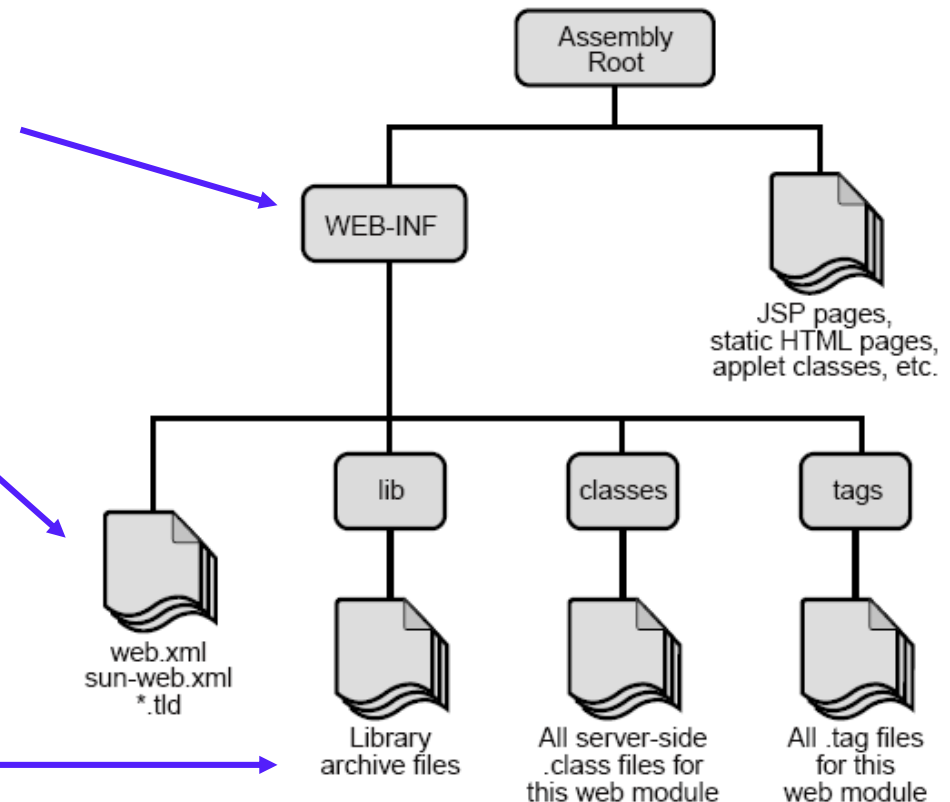 Assembly
Root
WEB-INF
JSP pages,
static HTML pages,
applet classes, etc.
lib
classes
tags
web.xml
sun-web.xml
*.tld
Library
archive files
All server-side
.class files for
this web module
All .tag files
for this
web module